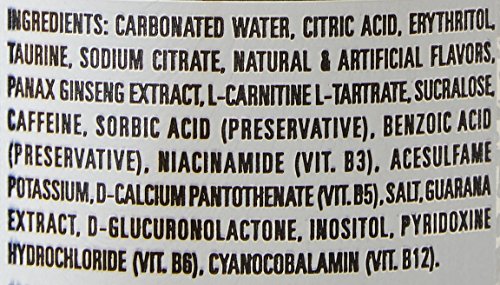 INGREDIENTS: CARBONATED WATER, CITRIC ACID, ERYTHRITOL,
TAURINE, SODIUM CITRATE, NATURAL & ARTIFICIAL FLAVORS,
PANAX GINSENG EXTRACT, L-CARNITINE L-TARTRATE, SUCRALOSE,
CAFFEINE, SORBIC ACID (PRESERVATIVE), BENZOIC ACID
(PRESERVATIVE), NIACINAMIDE (VIT. B3), ACESULFAME
POTASSIUM, D-CALCIUM PANTOTHENATE (VIT. B5), SALT, GUARANA
EXTRACT, D-GLUCURONOLACTONE, INOSITOL, PYRIDOXINE
HYDROCHLORIDE (VIT. B6), CYANOCOBALAMIN (VIT. B12).